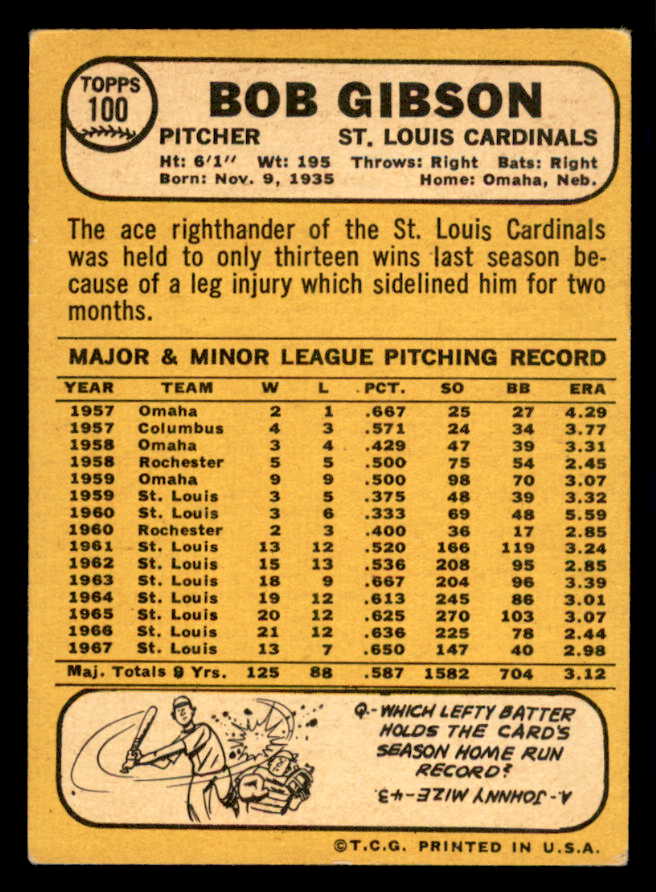 TOPPS
100
BOB GIBSON
PITCHER ST. LOUIS CARDINALS
Ht: 6'1" Wt: 195 Throws: Right Bats: Right
Born: Nov. 9, 1935 Home: Omaha, Neb.
The ace righthander of the St. Louis Cardinals
was held to only thirteen wins last season be-
cause of a leg injury which sidelined him for two
months.
MAJOR & MINOR LEAGUE PITCHING RECORD
YEAR TEAM W L PCT. SO BB ERA
1957 Omaha 2 1 .667 25 27 4.29
1957 Columbus 4 3 .571 24 34 3.77
1958 Omaha 3 4 .429 47 39 3.31
1958 Rochester 5 5 .500 75 54 2.45
1959 Omaha 9 9 .500 98 70 3.07
1959 St. Louis 3 5 .375 48 39 3.32
1960 St. Louis 3 6 .333 69 48 5.59
1960 Rochester 2 3 .400 36 17 2.85
1961 St. Louis 13 12 .520 166 119 3.24
1962 St. Louis 15 13 .536 208 95 2.85
1963 St. Louis 18 9 .667 204 96 3.39
1964 St. Louis 19 12 .613 245 86 3.01
1965 St. Louis 20 12 .625 270 103 3.07
1966 St. Louis 21 12 .636 225 78 2.44
1967 St. Louis 13 7 .650 147 40 2.98
Maj. Totals 9 Yrs. 125 88 .587 1582 704 3.12
Q.-WHICH LEFTY BATTER
HOLDS THE CARD'S
SEASON HOME RUN
RECORD?
A.-JOHNNY MIZE-43.
©T.C.G. PRINTED IN U.S.A.